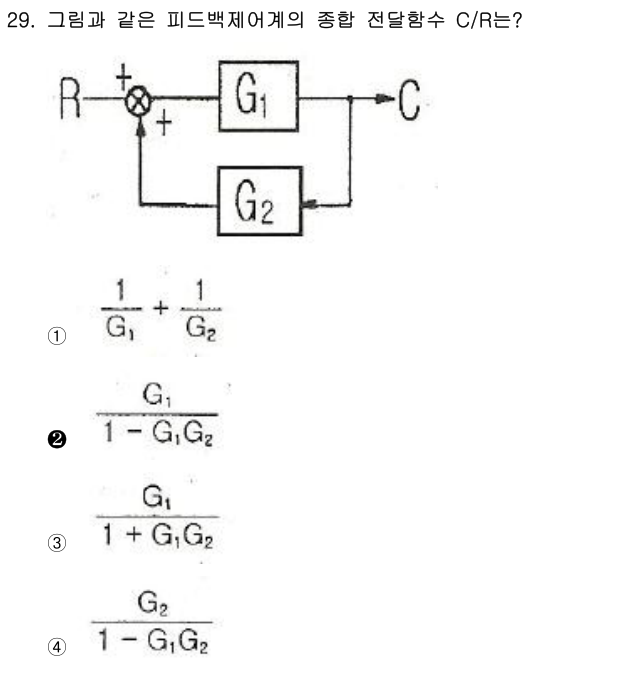 29. 그림과 같은 피드백제어계의 종합 전달함수 C/R는?
+
R
G₁
C
+
G₂
① 1/G₁ + 1/G₂
❷ G₁/(1 - G₁G₂)
③ G₁/(1 + G₁G₂)
④ G₂/(1 - G₁G₂)